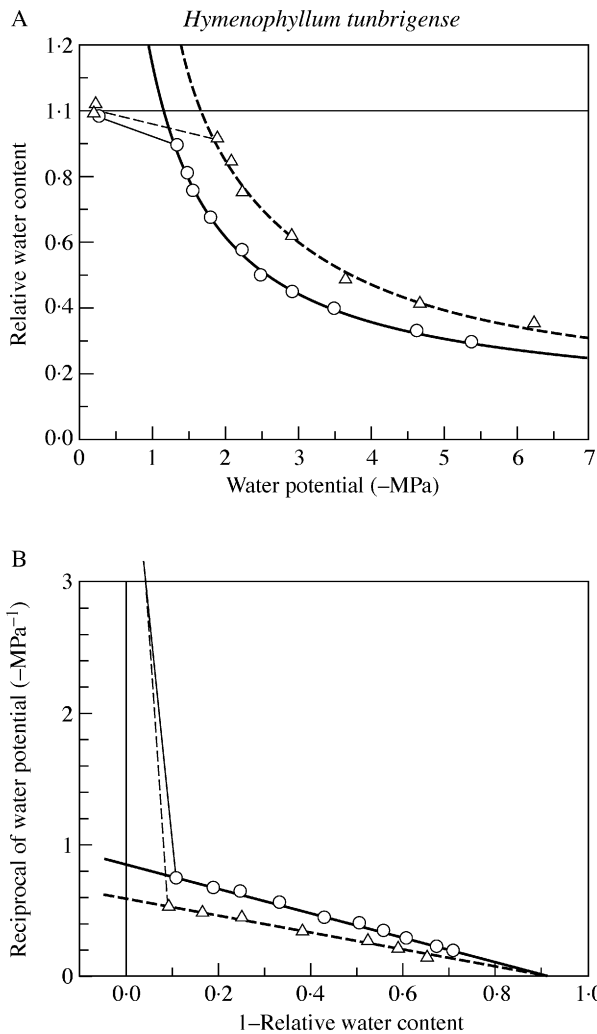 A
Hymenophyllum tunbrigense
1·2
1·1
0·8
0·6
0·4
0·2
0·0
Relative water content
0 1 2 3 4 5 6 7
Water potential (–MPa)
B
3
2
1
0
Reciprocal of water potential (–MPa⁻¹)
0·0 0·2 0·4 0·6 0·8 1·0
1–Relative water content